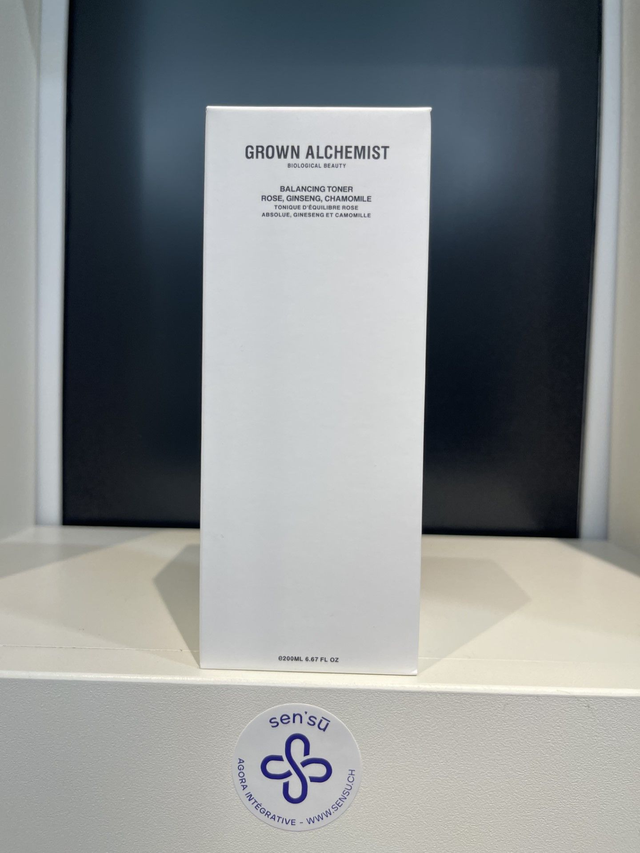 GROWN ALCHEMIST
BIOLOGICAL BEAUTY
BALANCING TONER
ROSE, GINSENG, CHAMOMILE
TONIQUE D'ÉQUILIBRE ROSE
ABSOLUE, GINESENG ET CAMOMILLE
℮200ML 6.67 FL OZ
sen'sū
AGORA INTÉGRATIVE - WWW.SENSU.CH